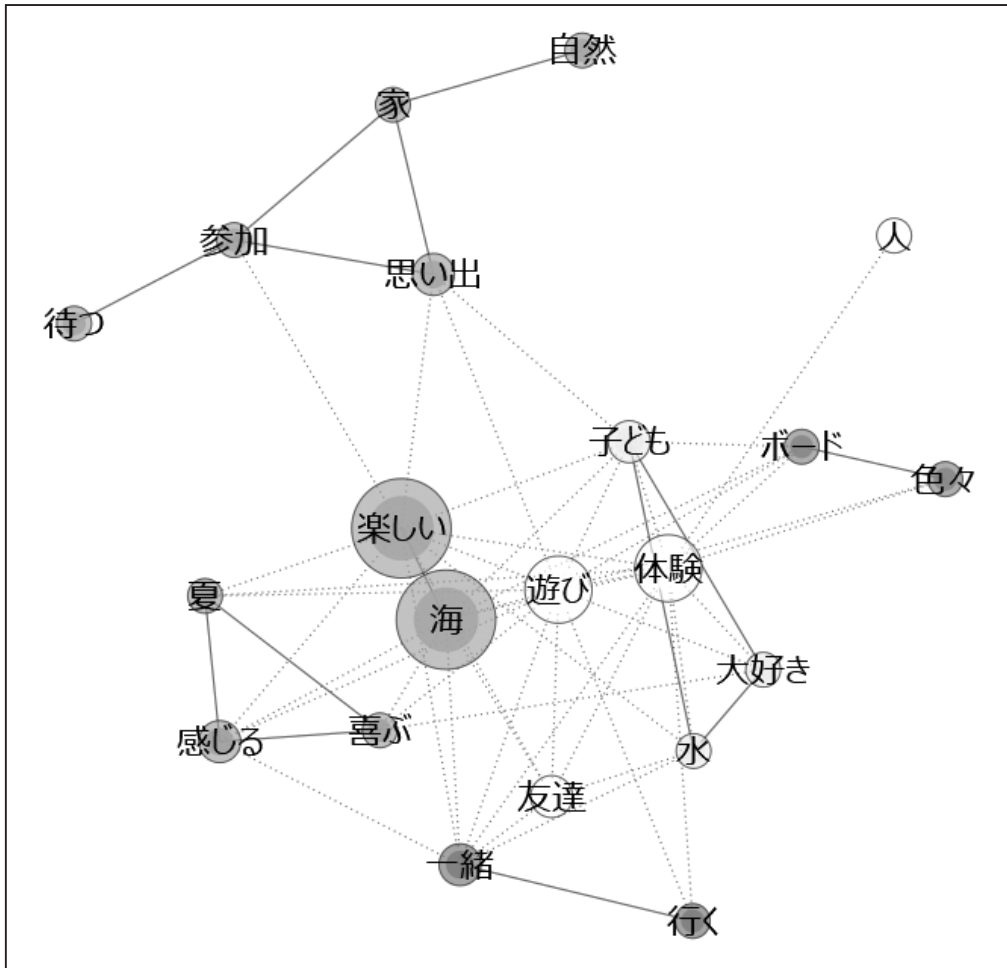 自然
家
人
参加
思い出
待つ
子ども
ボード
色々
楽しい
体験
遊び
夏
海
大好き
喜ぶ
感じる
水
友達
一緒
行く